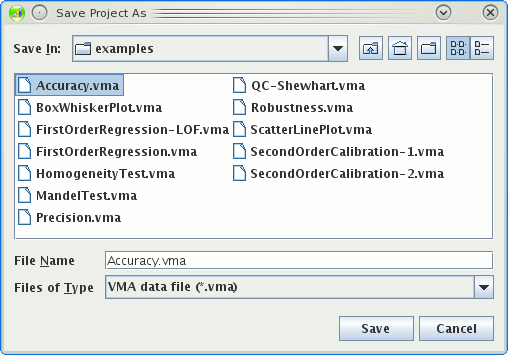 Save Project As
Save In: examples
Accuracy.vma
BoxWhiskerPlot.vma
FirstOrderRegression-LOF.vma
FirstOrderRegression.vma
HomogeneityTest.vma
MandelTest.vma
Precision.vma
QC-Shewhart.vma
Robustness.vma
ScatterLinePlot.vma
SecondOrderCalibration-1.vma
SecondOrderCalibration-2.vma
File Name Accuracy.vma
Files of Type VMA data file (*.vma)
Save Cancel